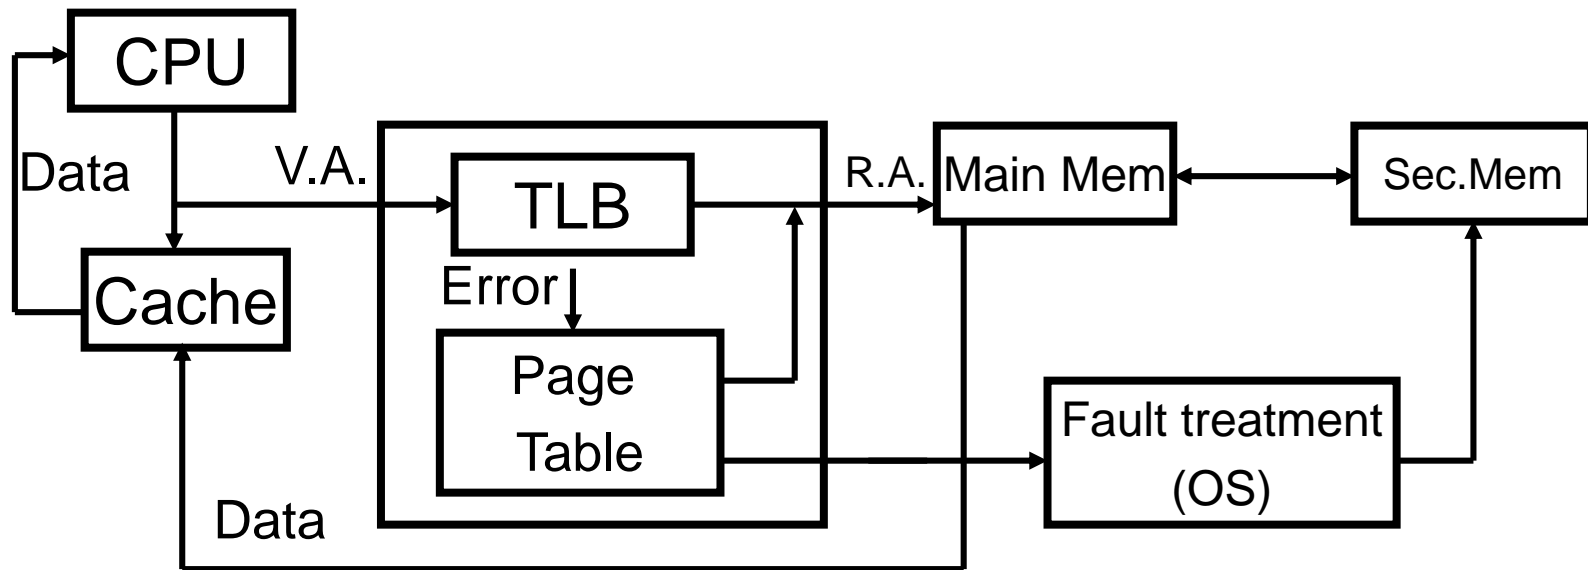 CPU
Data
V.A.
TLB
R.A.
Main Mem
Sec.Mem
Cache
Error
Page
Table
Fault treatment
(OS)
Data